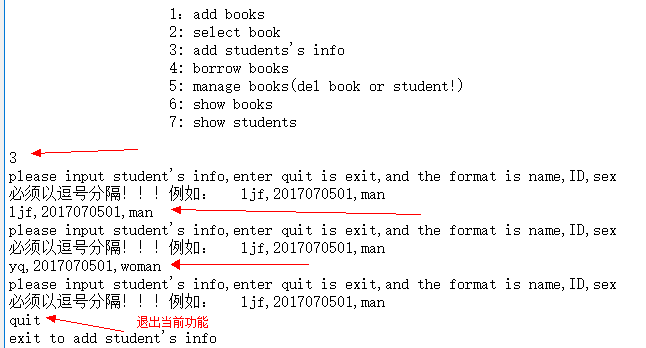 1: add books
2: select book
3: add students's info
4: borrow books
5: manage books(del book or student!)
6: show books
7: show students
3
please input student's info,enter quit is exit,and the format is name,ID,sex
必须以逗号分隔！！！例如： ljf,2017070501,man
ljf,2017070501,man
please input student's info,enter quit is exit,and the format is name,ID,sex
必须以逗号分隔！！！例如： ljf,2017070501,man
yq,2017070501,woman
please input student's info,enter quit is exit,and the format is name,ID,sex
必须以逗号分隔！！！例如： ljf,2017070501,man
quit 退出当前功能
exit to add student's info